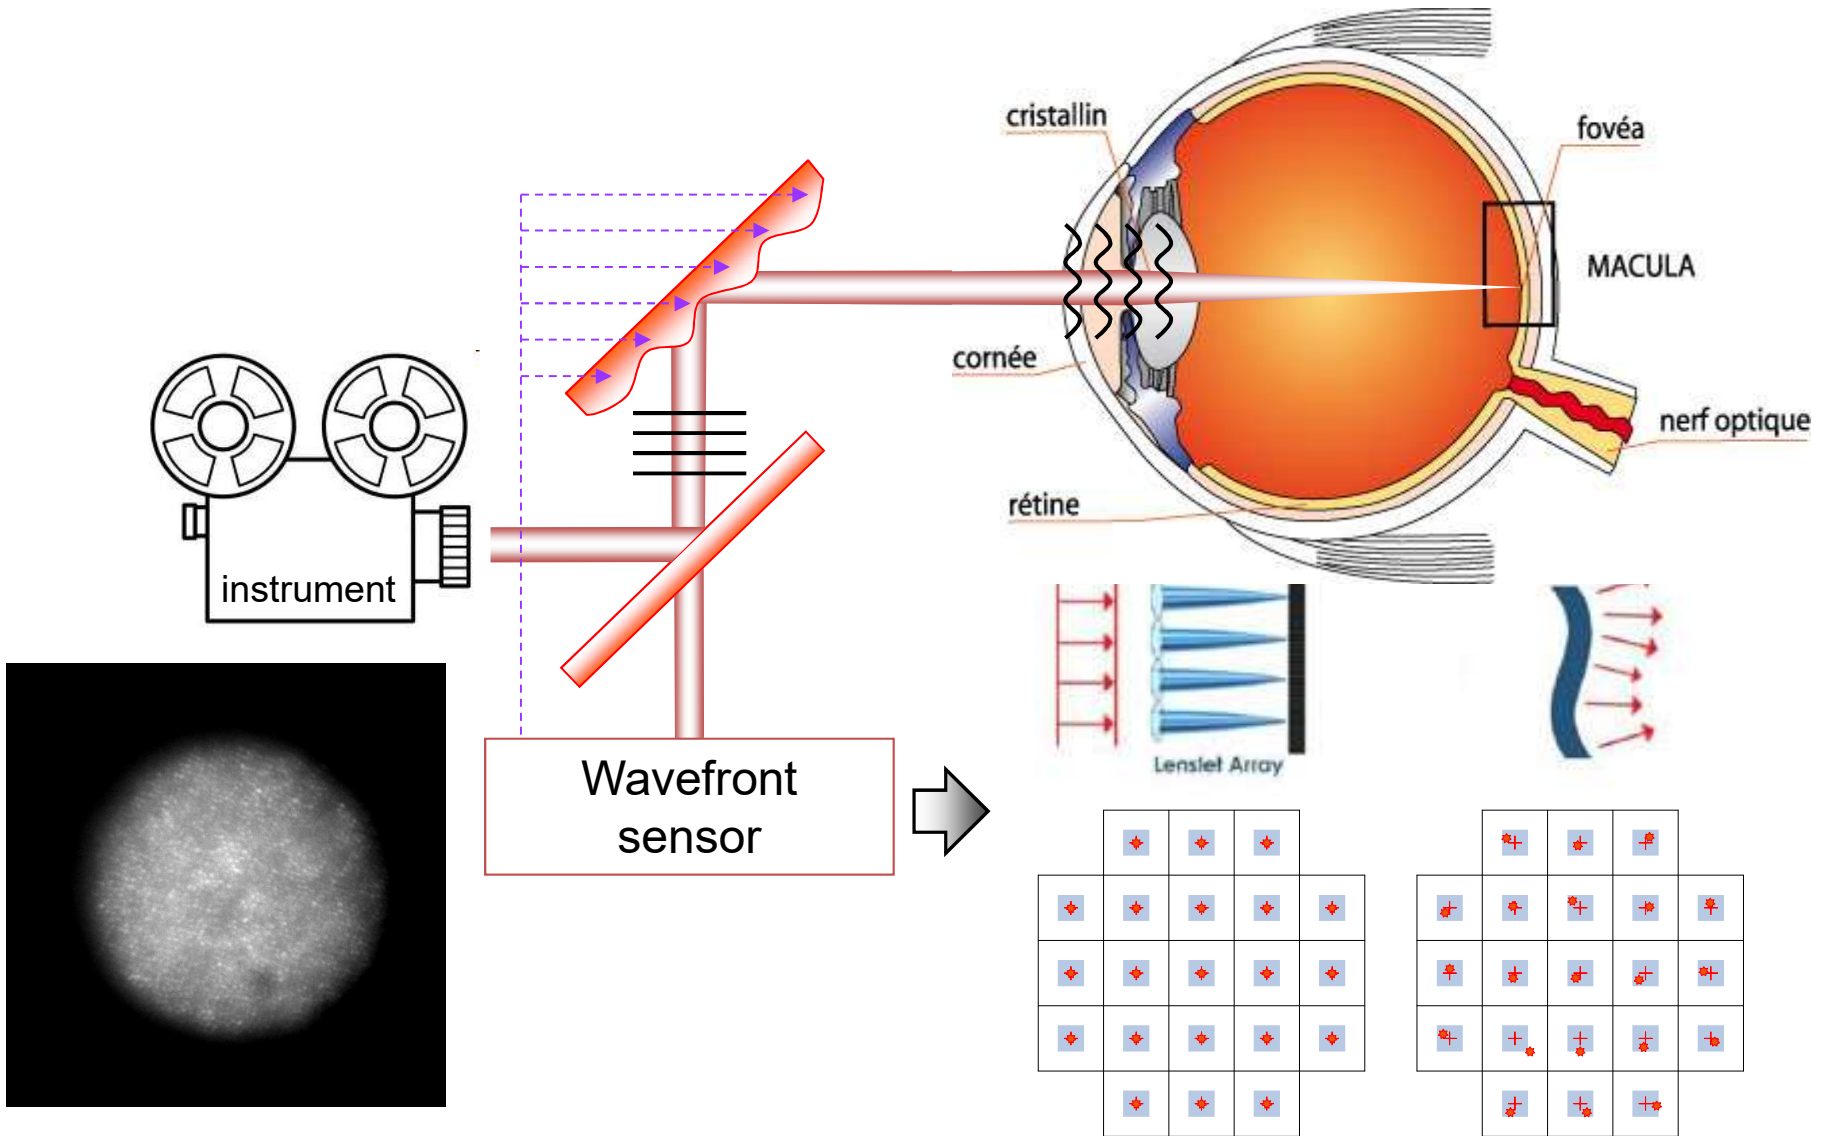 cristallin
fovéa
MACULA
cornée
nerf optique
rétine
instrument
Wavefront
sensor
Lenslet Array